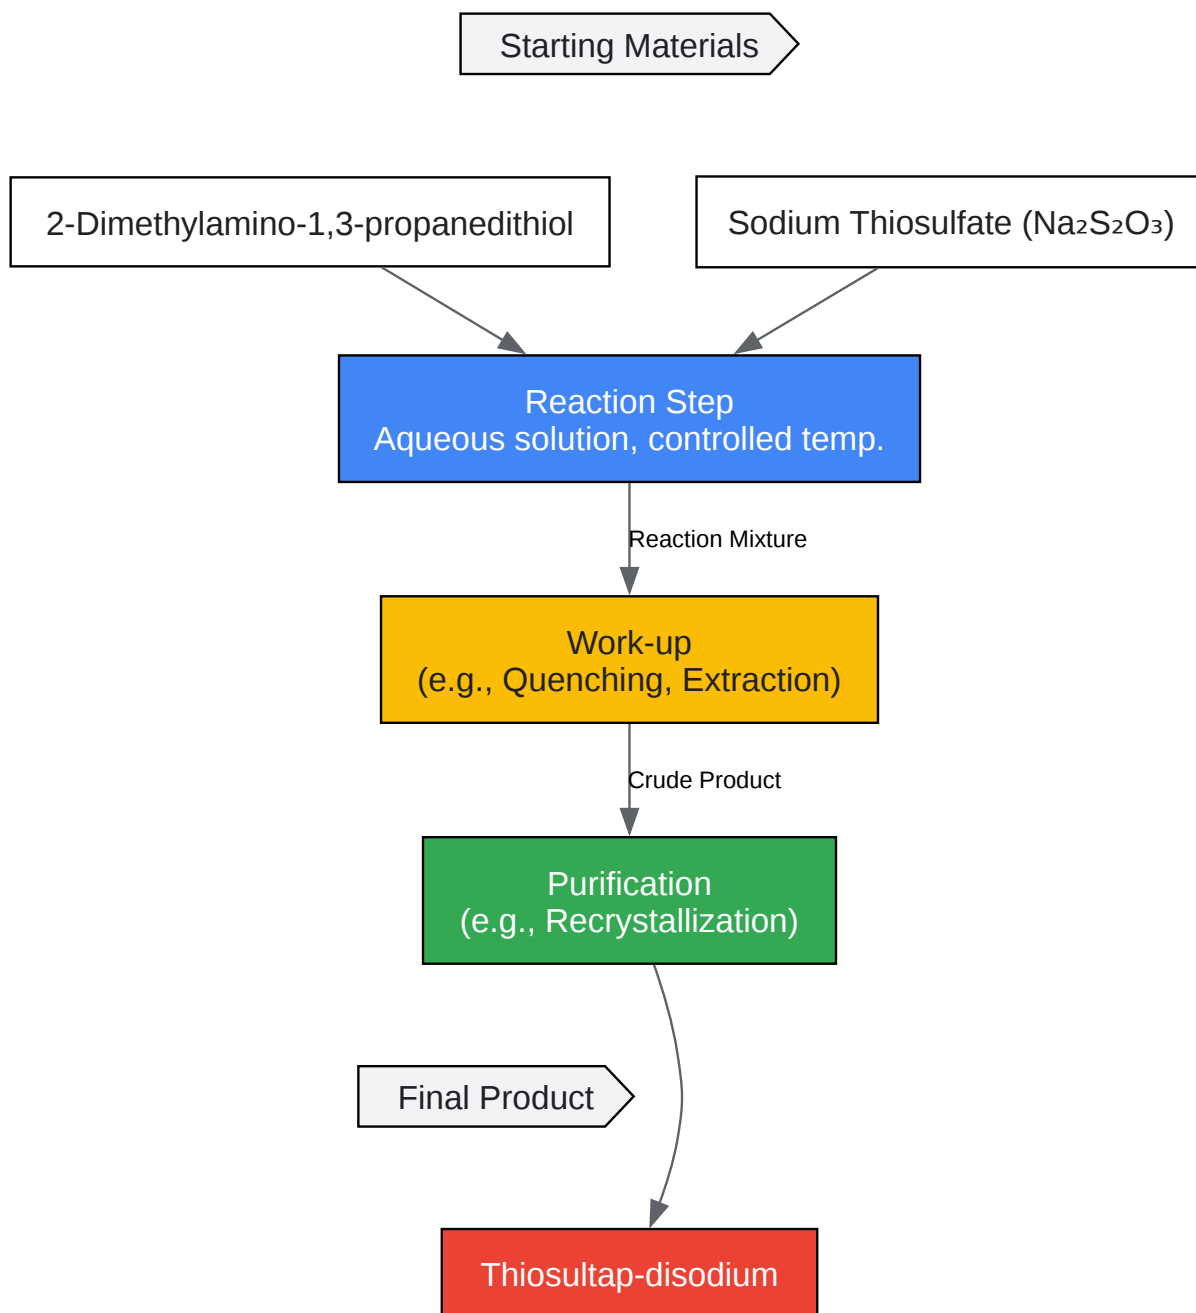 Starting Materials
2-Dimethylamino-1,3-propanedithiol
Sodium Thiosulfate (Na₂S₂O₃)
Reaction Step
Aqueous solution, controlled temp.
Reaction Mixture
Work-up
(e.g., Quenching, Extraction)
Crude Product
Purification
(e.g., Recrystallization)
Final Product
Thiosultap-disodium